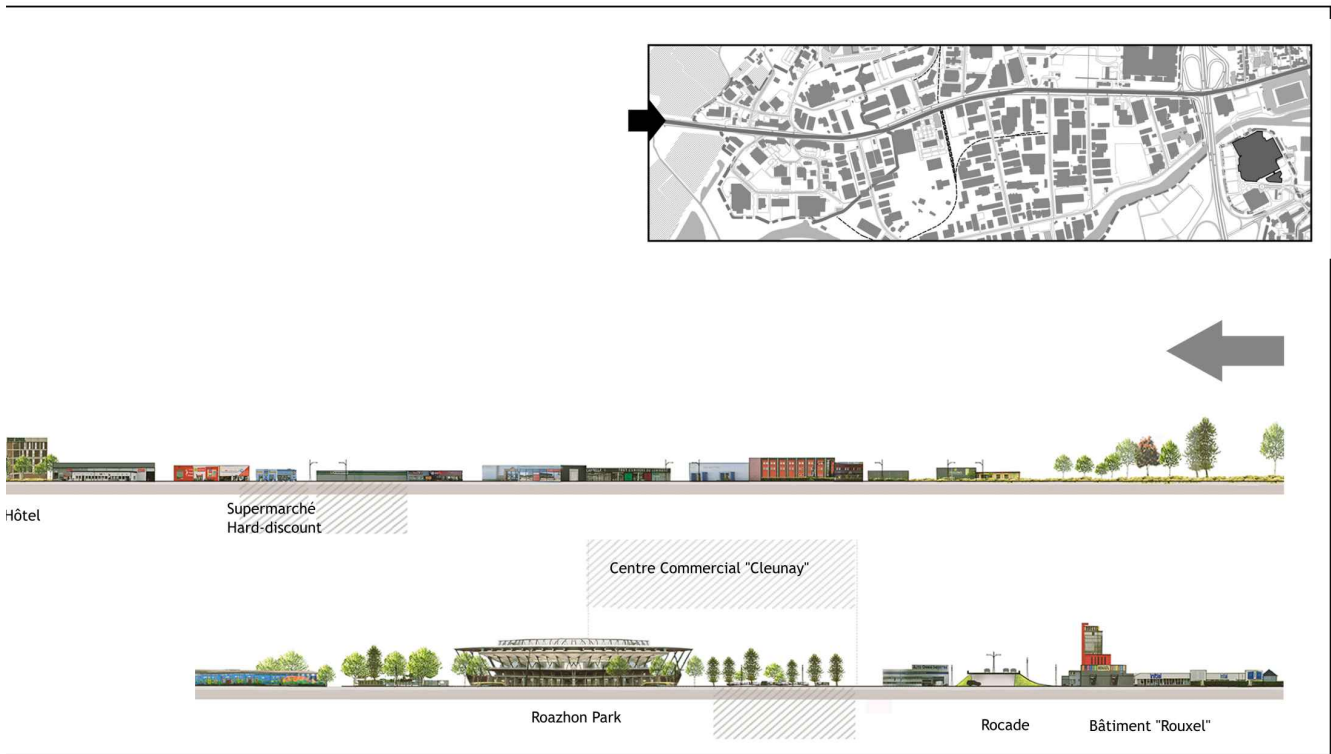 Hôtel
Supermarché
Hard-discount
Centre Commercial "Cleunay"
Roazhon Park
Rocade
Bâtiment "Rouxel"